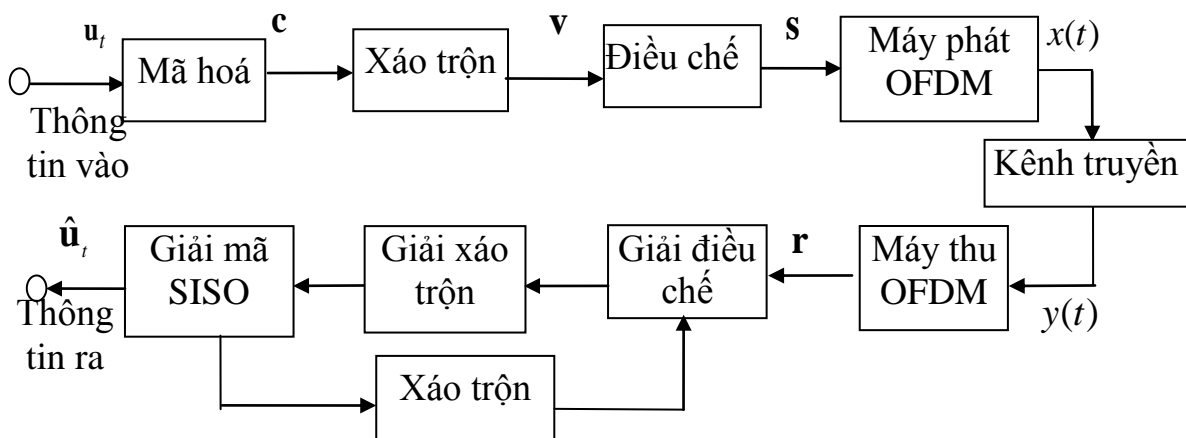 u_t
Thông
tin vào
Mã hoá
c
Xáo trộn
v
Điều chế
s
Máy phát
OFDM
x(t)
Kênh truyền
y(t)
Máy thu
OFDM
r
Giải điều
chế
Giải xáo
trộn
Giải mã
SISO
û_t
Thông
tin ra
Xáo trộn